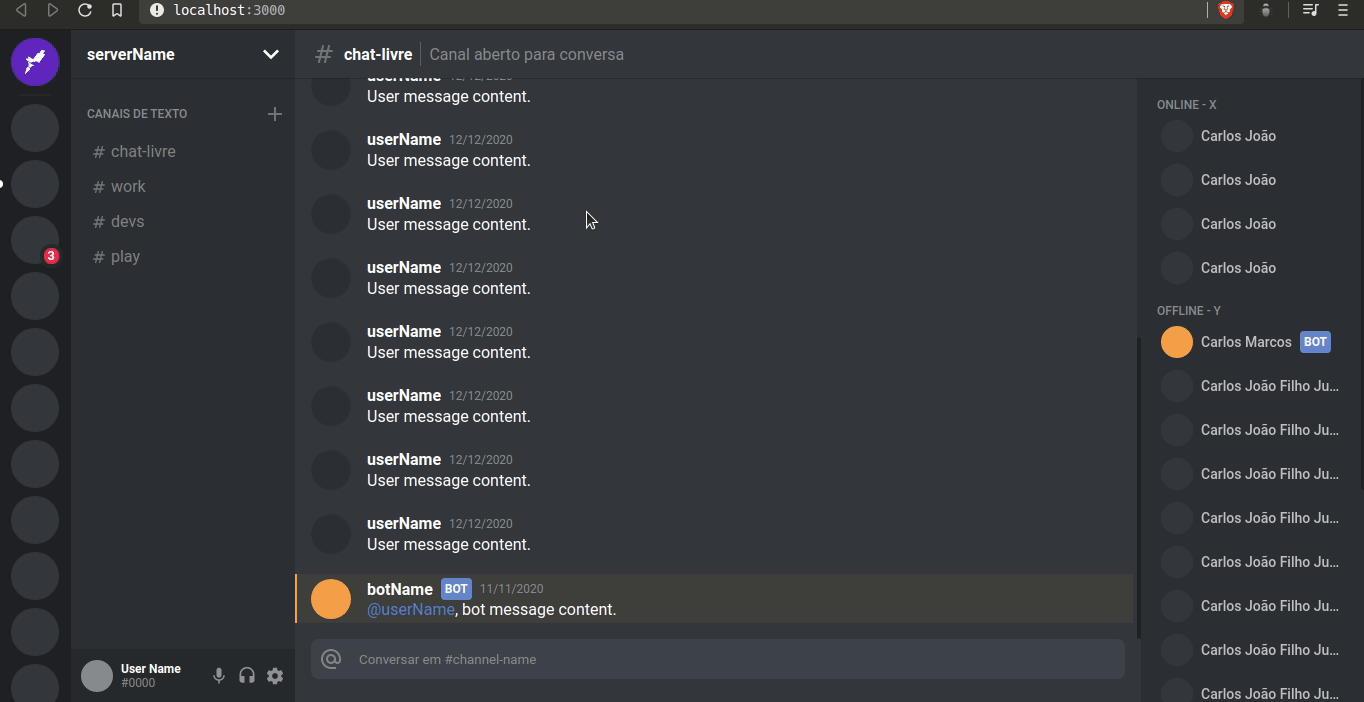 localhost:3000
serverName
# chat-livre Canal aberto para conversa
CANAIS DE TEXTO
# chat-livre
# work
# devs
# play
3
userName 12/12/2020
User message content.
userName 12/12/2020
User message content.
userName 12/12/2020
User message content.
userName 12/12/2020
User message content.
userName 12/12/2020
User message content.
userName 12/12/2020
User message content.
userName 12/12/2020
User message content.
userName 12/12/2020
User message content.
botName BOT 11/11/2020
@userName, bot message content.
@ Conversar em #channel-name
User Name
#0000
ONLINE - X
Carlos João
Carlos João
Carlos João
Carlos João
OFFLINE - Y
Carlos Marcos BOT
Carlos João Filho Ju...
Carlos João Filho Ju...
Carlos João Filho Ju...
Carlos João Filho Ju...
Carlos João Filho Ju...
Carlos João Filho Ju...
Carlos João Filho Ju...
Carlos João Filho Ju...